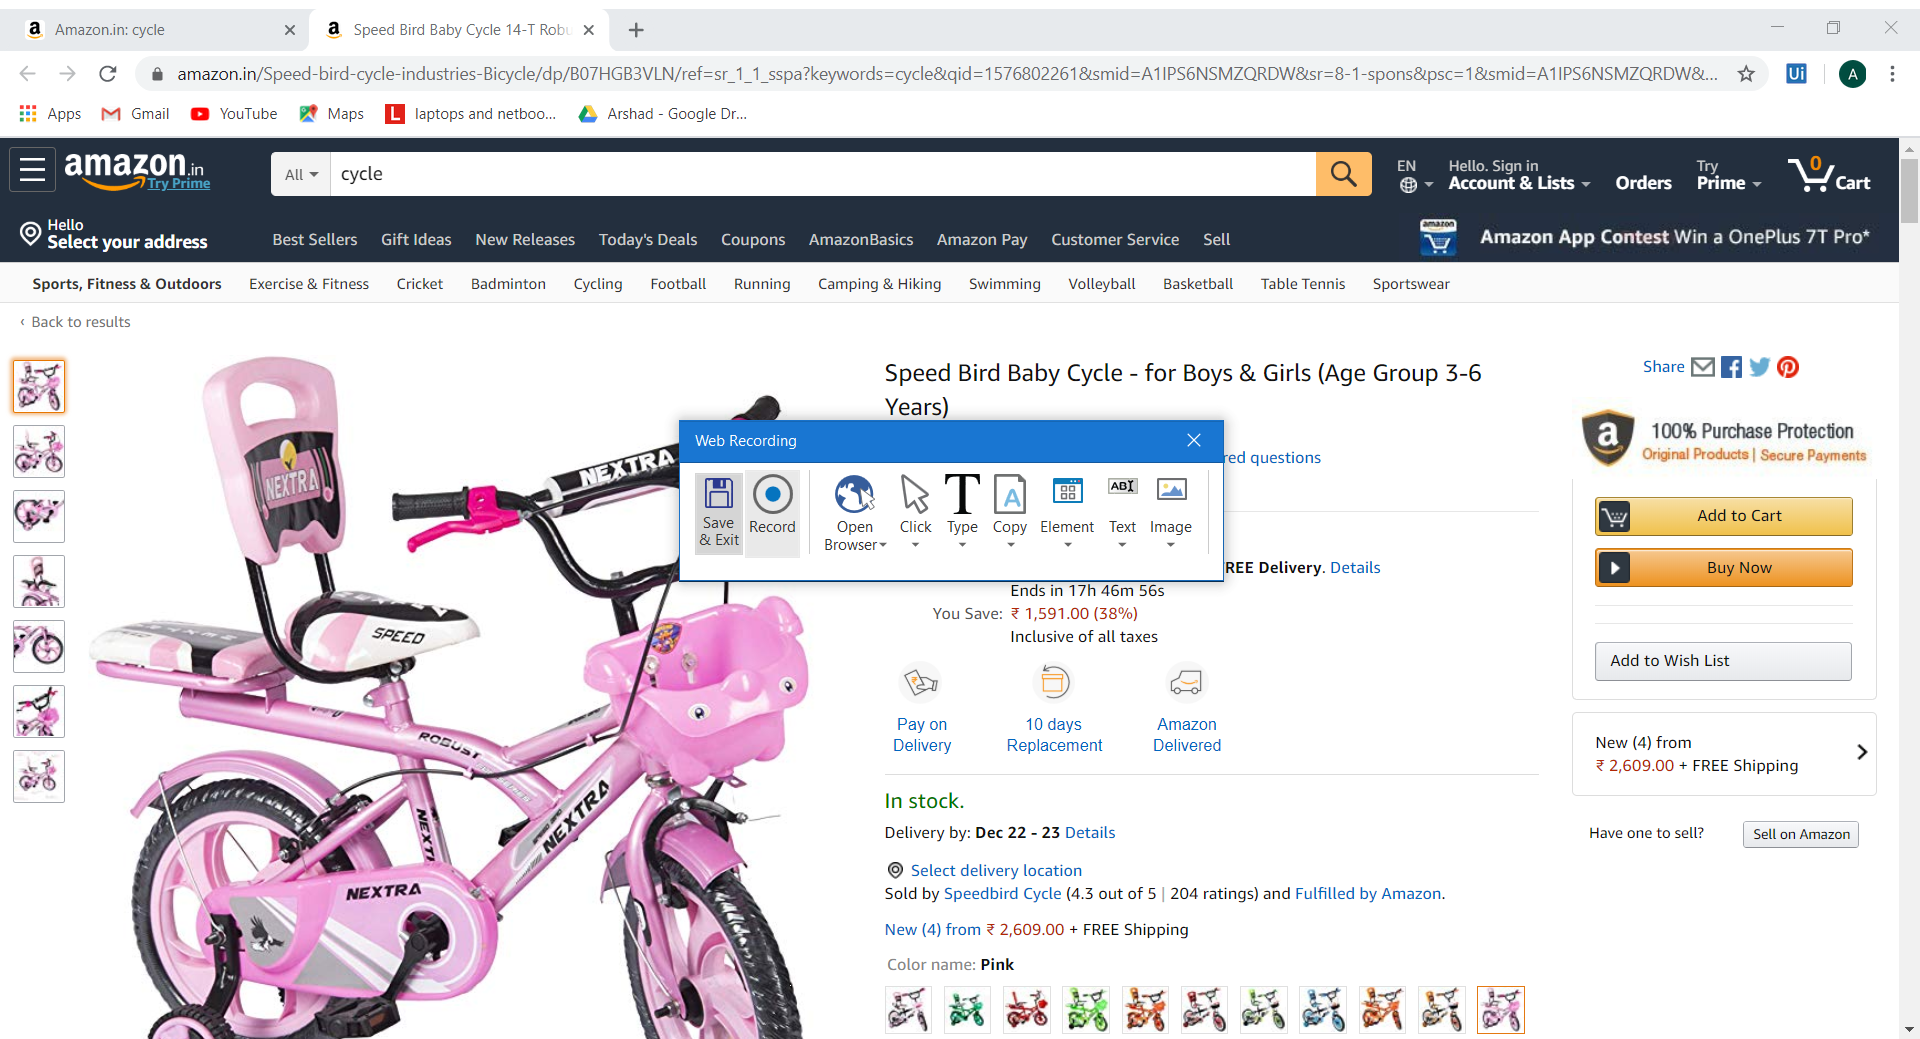 Amazon.in: cycle
Speed Bird Baby Cycle 14-T Robu
amazon.in/Speed-bird-cycle-industries-Bicycle/dp/B07HGB3VLN/ref=sr_1_1_sspa?keywords=cycle&qid=1576802261&smid=A1IPS6NSMZQRDW&sr=8-1-spons&psc=1&smid=A1IPS6NSMZQRDW&...
Ui
A
Apps
Gmail
YouTube
Maps
L
laptops and netboo...
Arshad - Google Dr...
amazon.in
Try Prime
All
cycle
EN
Hello. Sign in
Account & Lists
Orders
Try
Prime
0
Cart
Hello
Select your address
Best Sellers
Gift Ideas
New Releases
Today's Deals
Coupons
AmazonBasics
Amazon Pay
Customer Service
Sell
amazon
Amazon App Contest Win a OnePlus 7T Pro*
Sports, Fitness & Outdoors
Exercise & Fitness
Cricket
Badminton
Cycling
Football
Running
Camping & Hiking
Swimming
Volleyball
Basketball
Table Tennis
Sportswear
‹ Back to results
NEXTRA
NEXTRA
SPEED
ROBUST
NEXTRA
NEXTRA
Speed Bird Baby Cycle - for Boys & Girls (Age Group 3-6
Years)
red questions
Web Recording
Save
& Exit
Record
Open
Browser
Click
Type
Copy
Element
Text
Image
REE Delivery. Details
Ends in 17h 46m 56s
You Save: ₹ 1,591.00 (38%)
Inclusive of all taxes
Pay on
Delivery
10 days
Replacement
Amazon
Delivered
In stock.
Delivery by: Dec 22 - 23 Details
Select delivery location
Sold by Speedbird Cycle (4.3 out of 5 | 204 ratings) and Fulfilled by Amazon.
New (4) from ₹ 2,609.00 + FREE Shipping
Color name: Pink
Share
100% Purchase Protection
Original Products | Secure Payments
Add to Cart
Buy Now
Add to Wish List
New (4) from
₹ 2,609.00 + FREE Shipping
Have one to sell?
Sell on Amazon